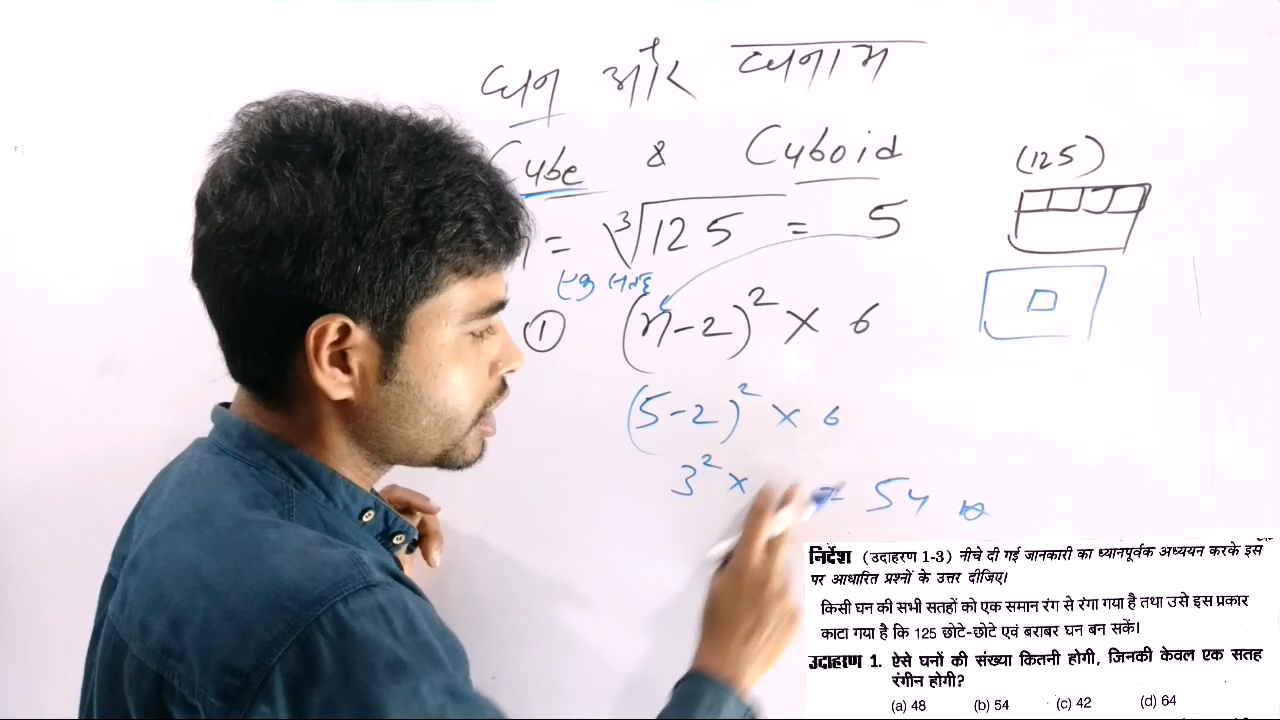 घन और घनाभ
Cube & Cuboid
(125)
= ∛125 = 5
एक सतह
① (n-2)² × 6
(5-2)² × 6
3² × = 54
निर्देश (उदाहरण 1-3) नीचे दी गई जानकारी का ध्यानपूर्वक अध्ययन करके इस
पर आधारित प्रश्नों के उत्तर दीजिए।
किसी घन की सभी सतहों को एक समान रंग से रंगा गया है तथा उसे इस प्रकार
काटा गया है कि 125 छोटे-छोटे एवं बराबर घन बन सकें।
उदाहरण 1. ऐसे घनों की संख्या कितनी होगी, जिनकी केवल एक सतह
रंगीन होगी?
(a) 48 (b) 54 (c) 42 (d) 64